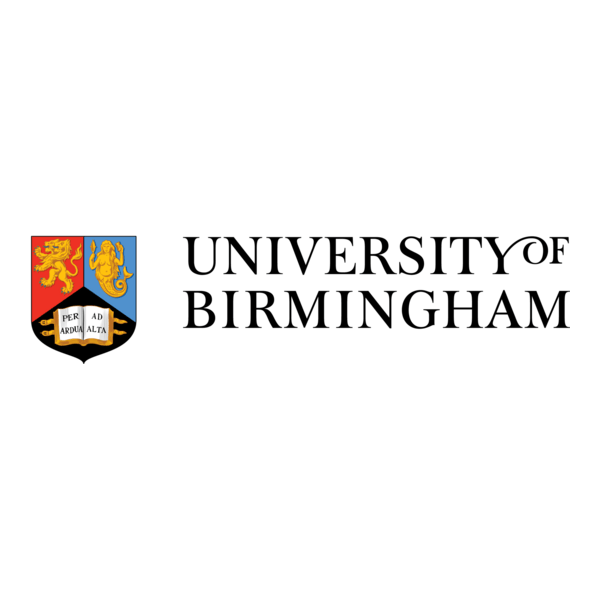 PER AD
ARDUA ALTA
UNIVERSITY OF
BIRMINGHAM